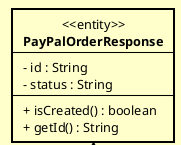 <<entity>>
PayPalOrderResponse
- id : String
- status : String
+ isCreated() : boolean
+ getId() : String